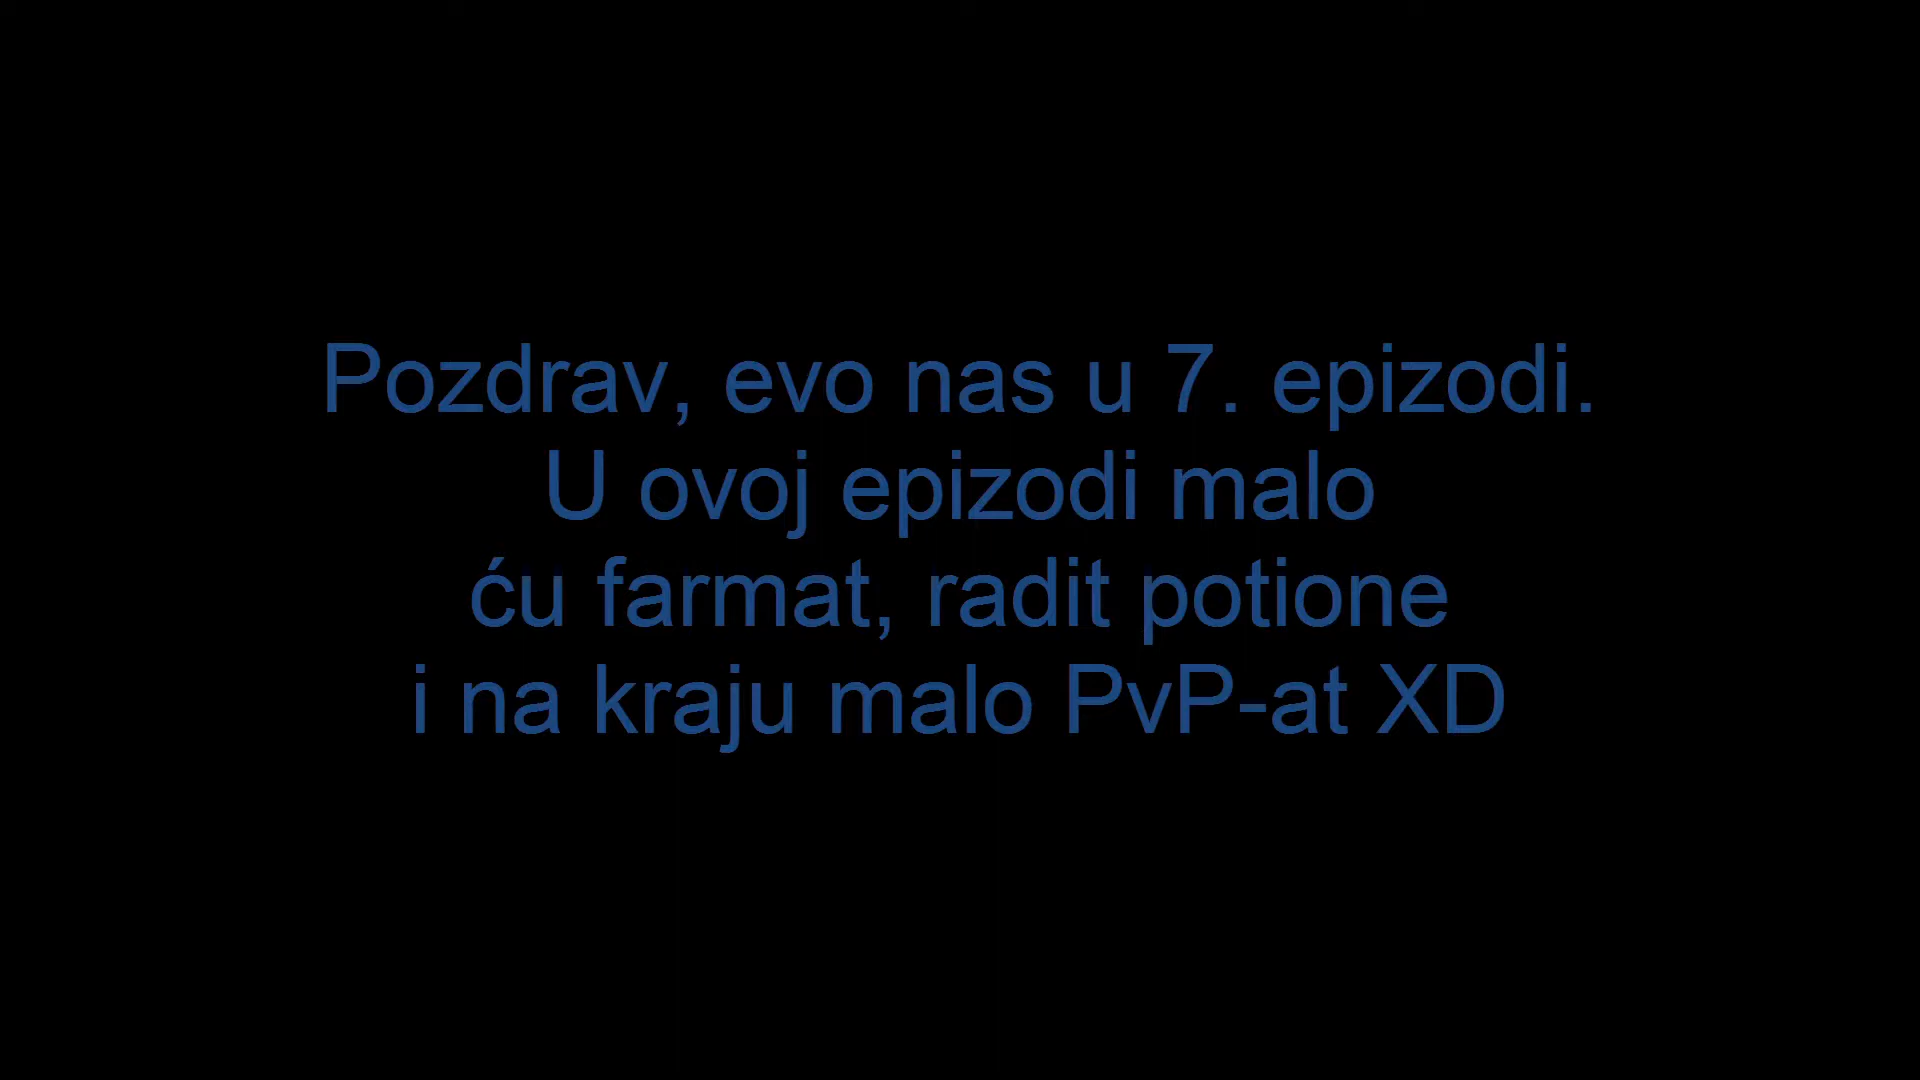 Pozdrav, evo nas u 7. epizodi.
U ovoj epizodi malo
ću farmat, radit potione
i na kraju malo PvP-at XD